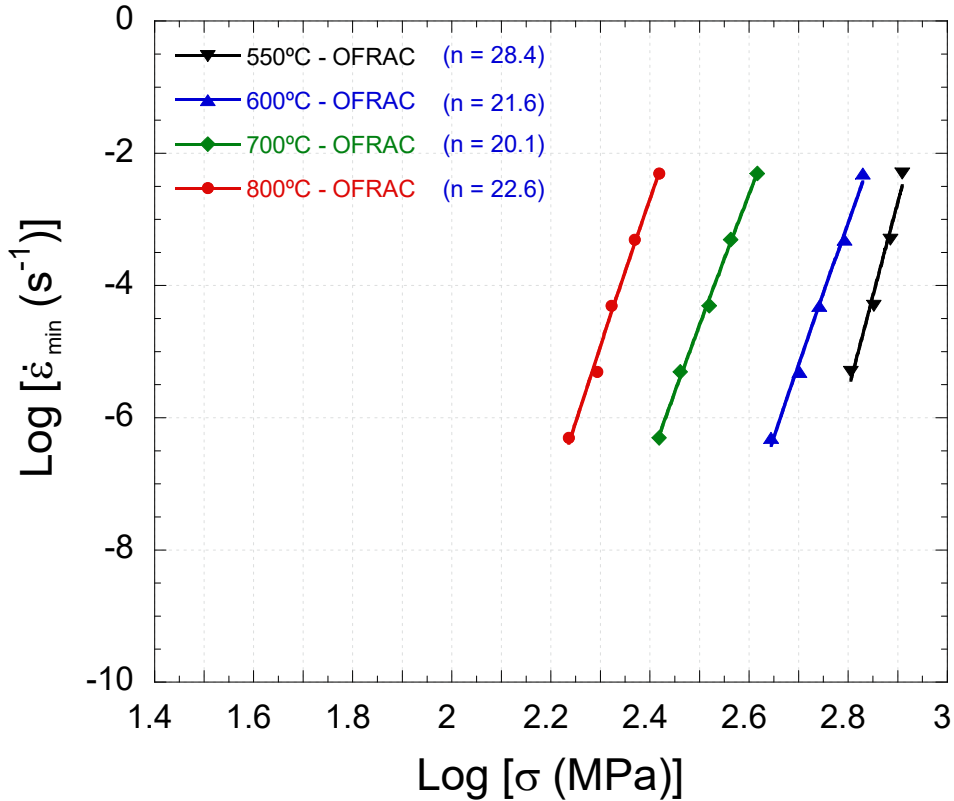 0
-2
-4
-6
-8
-10
Log [ε̇min (s-1)]
550ºC - OFRAC (n = 28.4)
600ºC - OFRAC (n = 21.6)
700ºC - OFRAC (n = 20.1)
800ºC - OFRAC (n = 22.6)
1.4 1.6 1.8 2 2.2 2.4 2.6 2.8 3
Log [σ (MPa)]